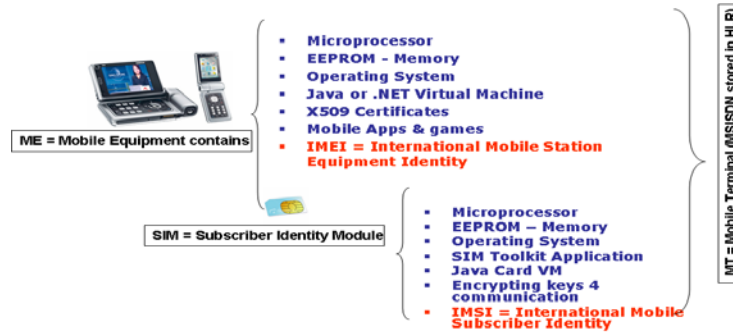 Microprocessor
EEPROM - Memory
Operating System
Java or .NET Virtual Machine
X509 Certificates
Mobile Apps & games
IMEI = International Mobile Station
Equipment Identity
ME = Mobile Equipment contains
SIM = Subscriber Identity Module
Microprocessor
EEPROM – Memory
Operating System
SIM Toolkit Application
Java Card VM
Encrypting keys 4
communication
IMSI = International Mobile
Subscriber Identity
MT = Mobile Terminal (MSISDN stored in HLR)